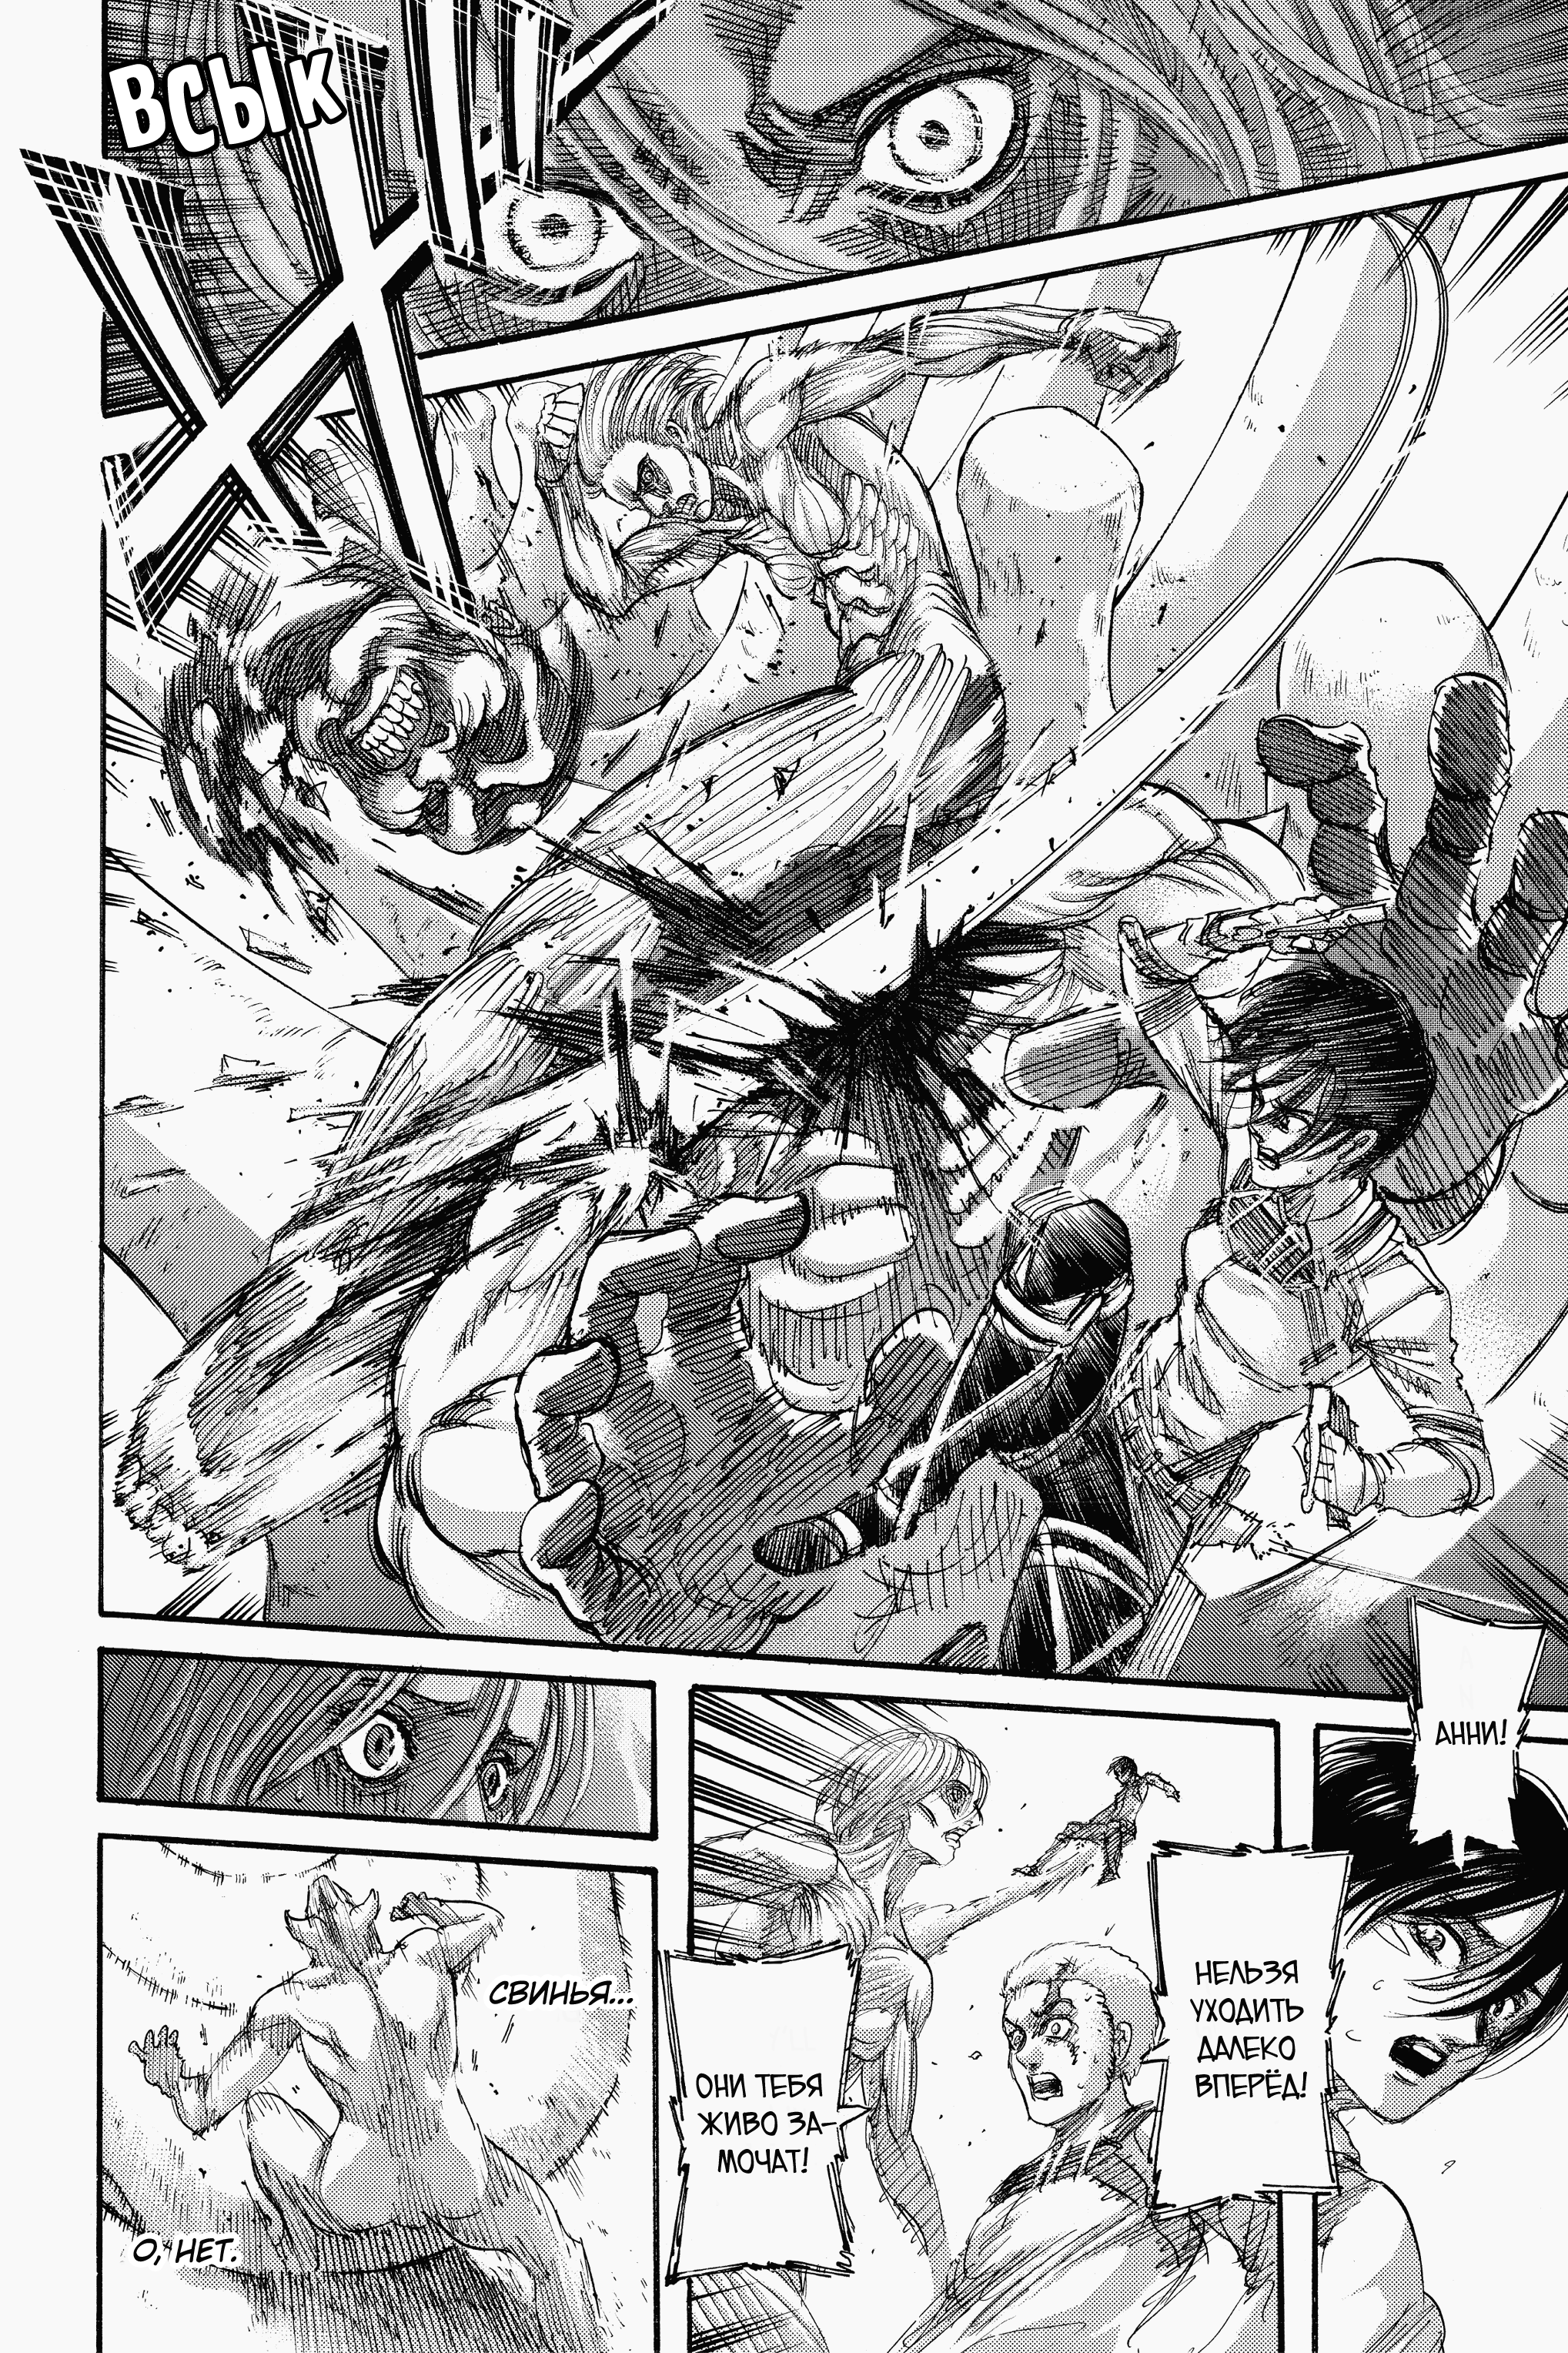 ВСЫК
АННИ!
НЕЛЬЗЯ
УХОДИТЬ
ДАЛЕКО
ВПЕРЁД!
ОНИ ТЕБЯ
ЖИВО ЗА-
МОЧАТ!
СВИНЬЯ...
О, НЕТ.